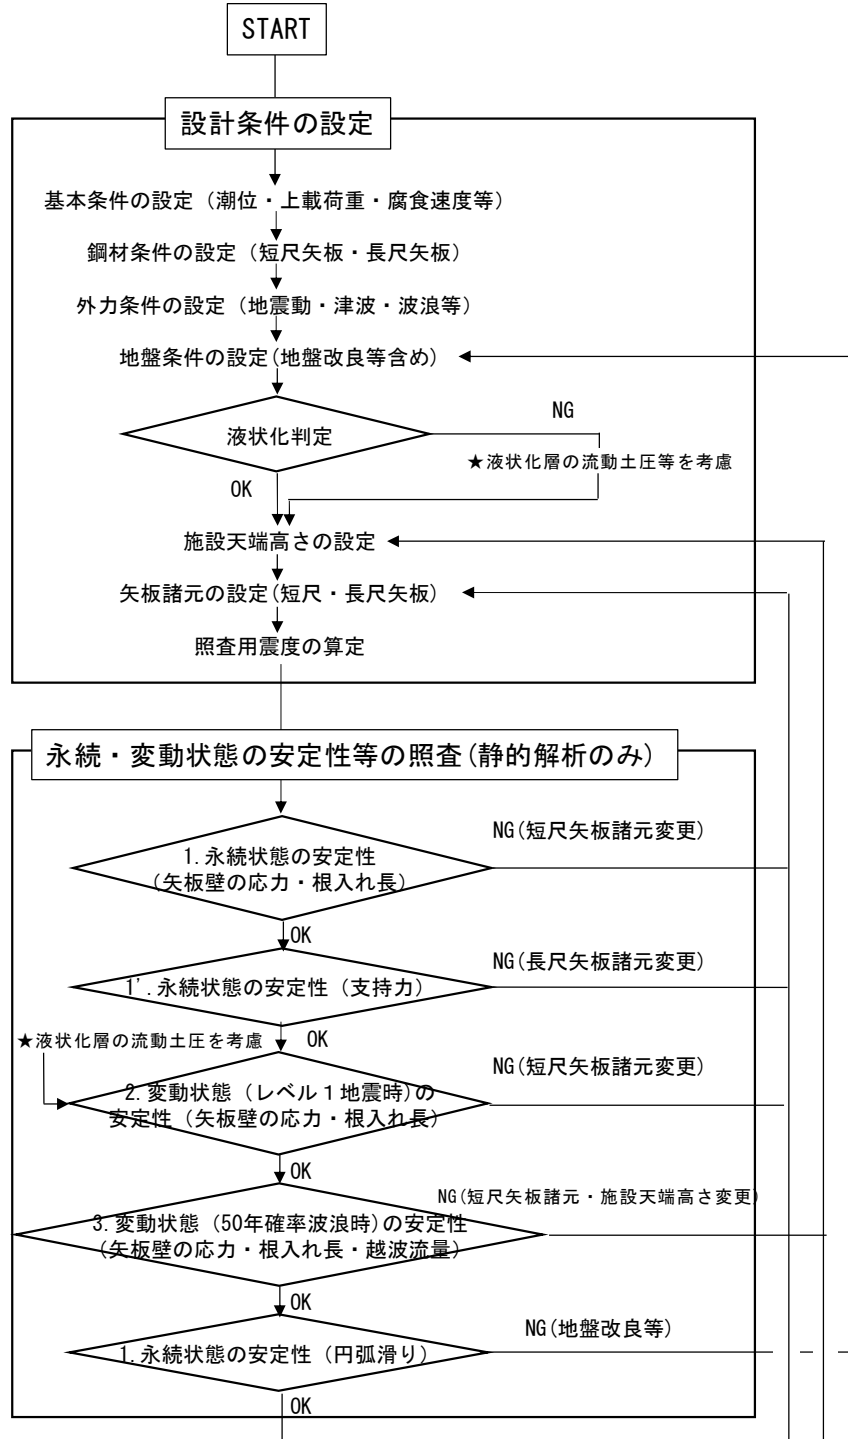 START
設計条件の設定
基本条件の設定（潮位・上載荷重・腐食速度等）
鋼材条件の設定（短尺矢板・長尺矢板）
外力条件の設定（地震動・津波・波浪等）
地盤条件の設定(地盤改良等含め)
液状化判定
NG
★液状化層の流動土圧等を考慮
OK
施設天端高さの設定
矢板諸元の設定(短尺・長尺矢板)
照査用震度の算定
永続・変動状態の安定性等の照査(静的解析のみ)
NG(短尺矢板諸元変更)
1.永続状態の安定性
(矢板壁の応力・根入れ長)
OK
NG(長尺矢板諸元変更)
1'.永続状態の安定性（支持力）
★液状化層の流動土圧を考慮
OK
NG(短尺矢板諸元変更)
2.変動状態（レベル１地震時)の
安定性（矢板壁の応力・根入れ長)
OK
NG(短尺矢板諸元・施設天端高さ変更)
3.変動状態（50年確率波浪時)の安定性
(矢板壁の応力・根入れ長・越波流量)
OK
NG(地盤改良等)
1.永続状態の安定性（円弧滑り）
OK